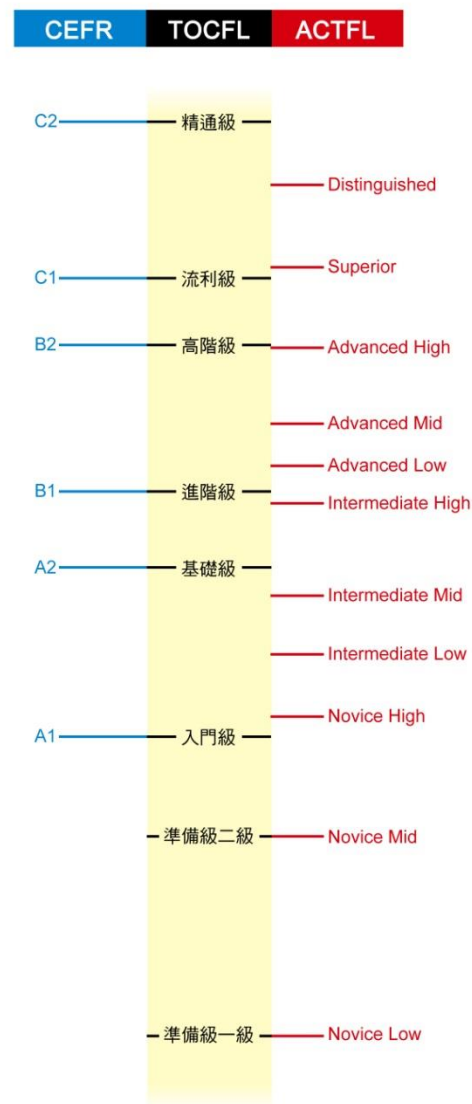 CEFR TOCFL ACTFL
C2 精通級
Distinguished
Superior
C1 流利級
B2 高階級 Advanced High
Advanced Mid
Advanced Low
B1 進階級
Intermediate High
A2 基礎級
Intermediate Mid
Intermediate Low
Novice High
A1 入門級
準備級二級 Novice Mid
準備級一級 Novice Low